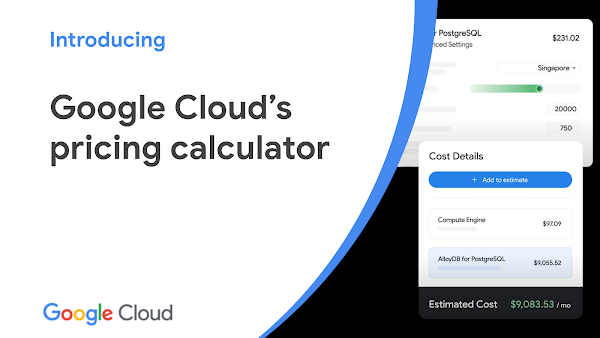 Introducing
Google Cloud's
pricing calculator
Google Cloud
r PostgreSQL
$231.02
nced Settings
Singapore
20000
750
Cost Details
+ Add to estimate
Compute Engine
$97.09
AlloyDB for PostgreSQL
$9,055.52
Estimated Cost
$9,083.53 / mo